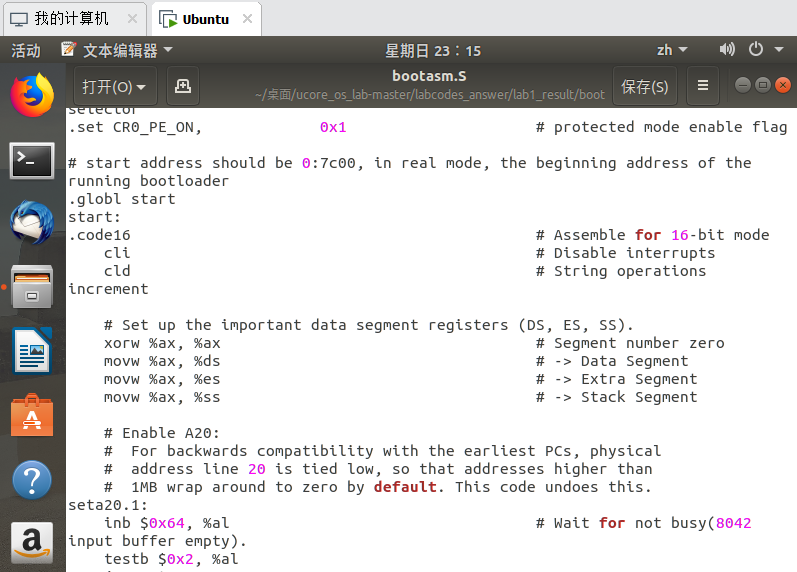 我的计算机 ×
Ubuntu ×
活动 文本编辑器 星期日 23：15 zh
打开(O) bootasm.S 保存(S)
~/桌面/ucore_os_lab-master/labcodes_answer/lab1_result/boot
selector
.set CR0_PE_ON, 0x1 # protected mode enable flag
# start address should be 0:7c00, in real mode, the beginning address of the
running bootloader
.globl start
start:
.code16 # Assemble for 16-bit mode
cli # Disable interrupts
cld # String operations
increment
# Set up the important data segment registers (DS, ES, SS).
xorw %ax, %ax # Segment number zero
movw %ax, %ds # -> Data Segment
movw %ax, %es # -> Extra Segment
movw %ax, %ss # -> Stack Segment
# Enable A20:
# For backwards compatibility with the earliest PCs, physical
# address line 20 is tied low, so that addresses higher than
# 1MB wrap around to zero by default. This code undoes this.
seta20.1:
inb $0x64, %al # Wait for not busy(8042
input buffer empty).
testb $0x2, %al